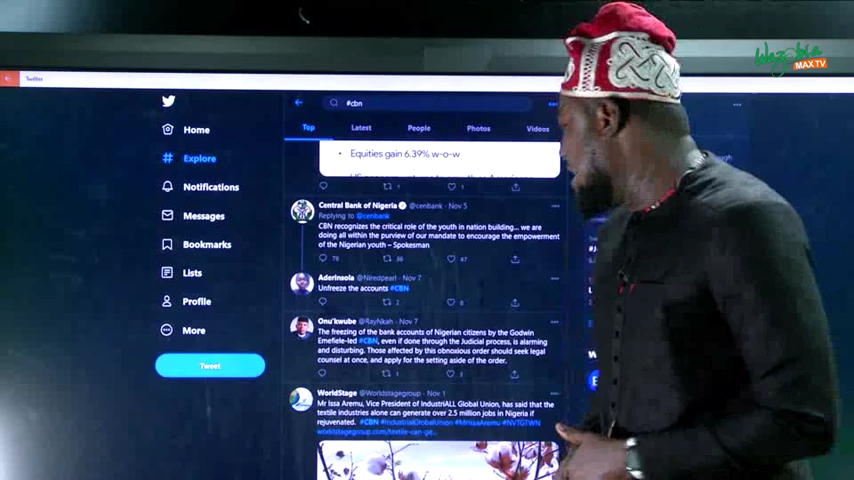 Wazobia
MAX TV
Twitter
#cbn
Home
Explore
Notifications
Messages
Bookmarks
Lists
Profile
More
Tweet
Top
Latest
People
Photos
Videos
• Equities gain 6.39% w-o-w
1
1
Central Bank of Nigeria @cenbank · Nov 5
Replying to @cenbank
CBN recognizes the critical role of the youth in nation building... we are
doing all within the purview of our mandate to encourage the empowerment
of the Nigerian youth – Spokesman
AderInsola @Niredpearl · Nov 7
Unfreeze the accounts #CBN
2
Onu'kwube @RayNkah · Nov 7
The freezing of the bank accounts of Nigerian citizens by the Godwin
Emefiele-led #CBN, even if done through the Judicial process, is alarming
and disturbing. Those affected by this obnoxious order should seek legal
counsel at once, and apply for the setting aside of the order.
WorldStage @Worldstagegroup · Nov 1
Mr Issa Aremu, Vice President of IndustriALL Global Union, has said that the
textile industries alone can generate over 2.5 million jobs in Nigeria if
rejuvenated. #CBN #IndustrialGlobalUnion #MrIssaAremu #NVTGTWN
worldstagegroup.com/textile-can-ge...